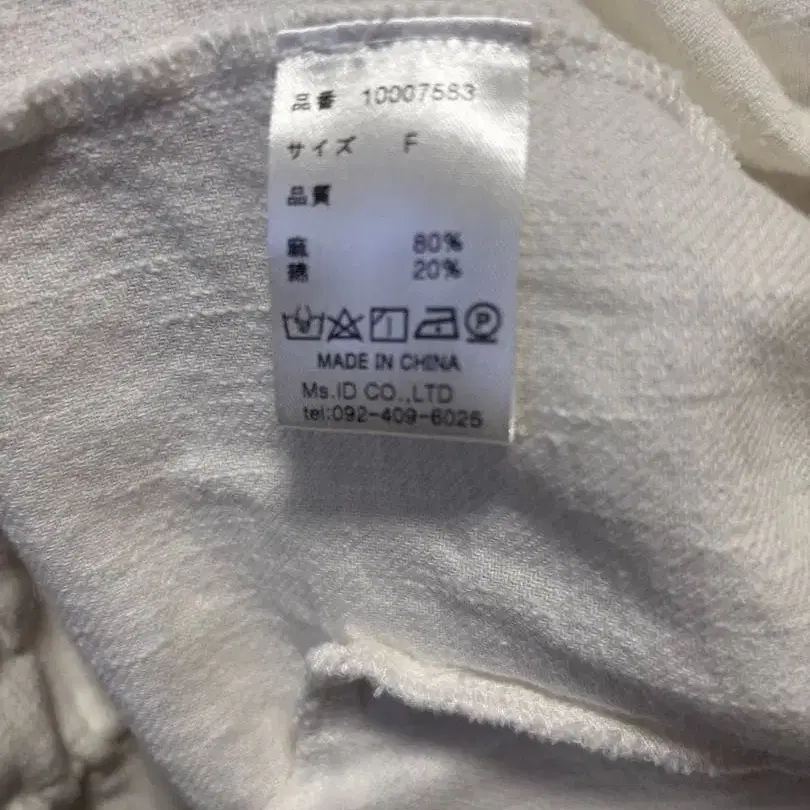 品番 10007583
サイズ F
品質
麻 80%
綿 20%
P
MADE IN CHINA
Ms.ID CO.,LTD
tel:092-409-6025